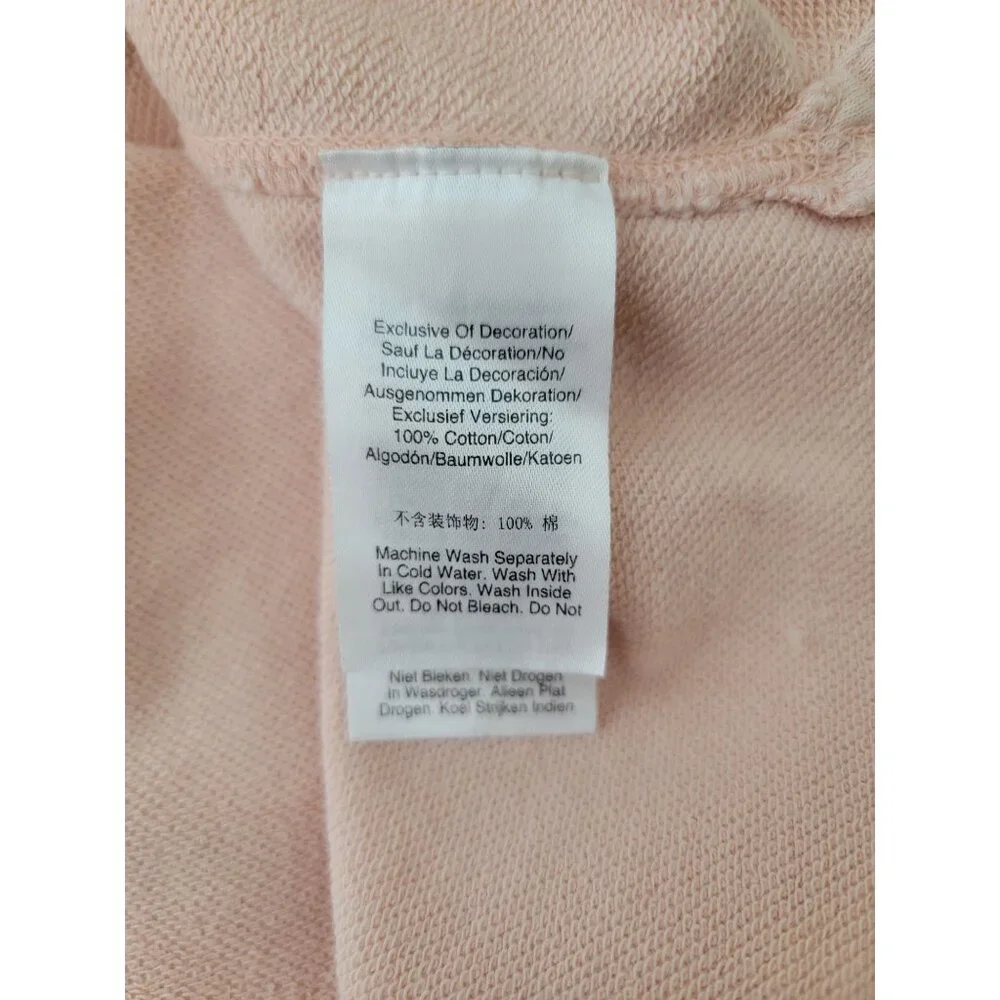 Exclusive Of Decoration/
Sauf La Décoration/No
Incluye La Decoración/
Ausgenommen Dekoration/
Exclusief Versiering:
100% Cotton/Coton/
Algodón/Baumwolle/Katoen
不含装饰物: 100% 棉
Machine Wash Separately
In Cold Water. Wash With
Like Colors. Wash Inside
Out. Do Not Bleach. Do Not
Niet Bleken. Niet Drogen
In Wasdroger. Alleen Plat
Drogen. Koel Strijken Indien